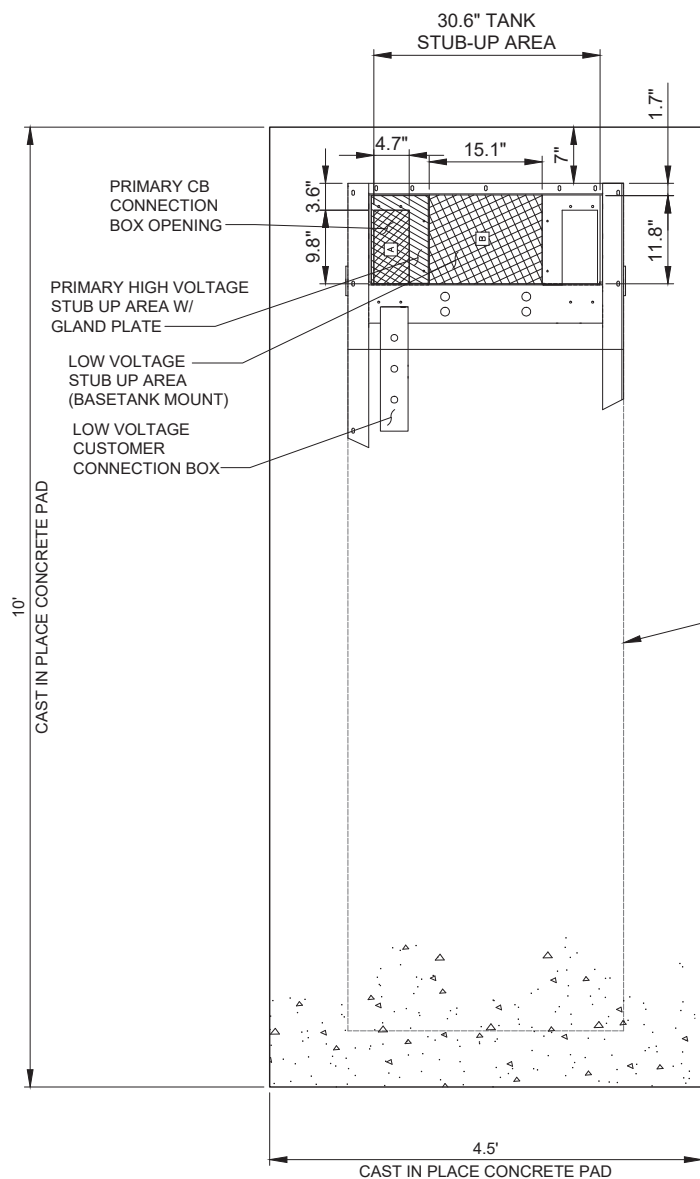 30.6" TANK
STUB-UP AREA
1.7"
4.7"
15.1"
7"
PRIMARY CB
CONNECTION
BOX OPENING
3.6"
9.8"
11.8"
A
B
PRIMARY HIGH VOLTAGE
STUB UP AREA W/
GLAND PLATE
LOW VOLTAGE
STUB UP AREA
(BASETANK MOUNT)
LOW VOLTAGE
CUSTOMER
CONNECTION BOX
10'
CAST IN PLACE CONCRETE PAD
4.5'
CAST IN PLACE CONCRETE PAD